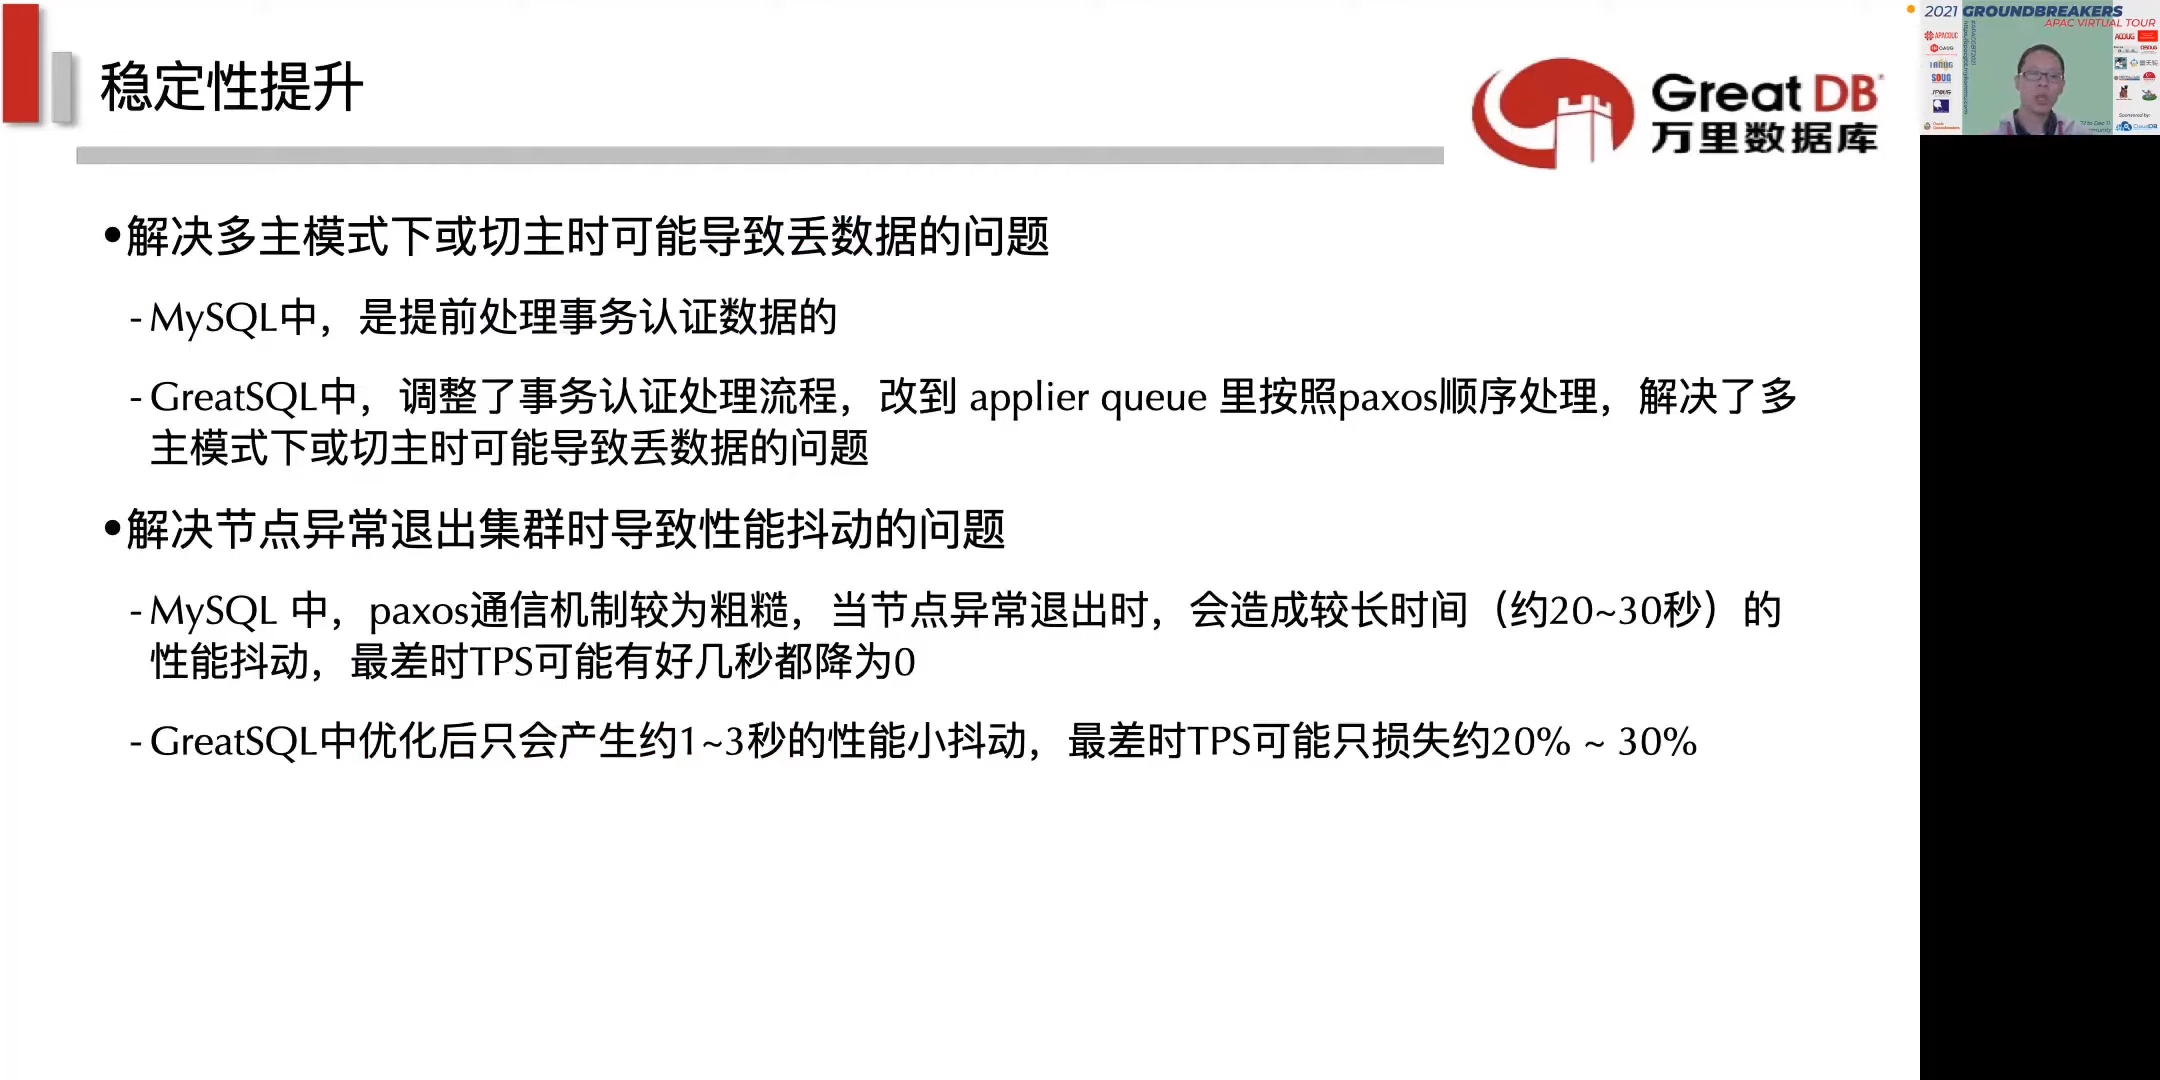 稳定性提升
Great DB
万里数据库
•解决多主模式下或切主时可能导致丢数据的问题
- MySQL中，是提前处理事务认证数据的
- GreatSQL中，调整了事务认证处理流程，改到 applier queue 里按照paxos顺序处理，解决了多
主模式下或切主时可能导致丢数据的问题
•解决节点异常退出集群时导致性能抖动的问题
- MySQL 中，paxos通信机制较为粗糙，当节点异常退出时，会造成较长时间（约20~30秒）的
性能抖动，最差时TPS可能有好几秒都降为0
- GreatSQL中优化后只会产生约1~3秒的性能小抖动，最差时TPS可能只损失约20% ~ 30%
2021 GROUNDBREAKERS
APAC VIRTUAL TOUR